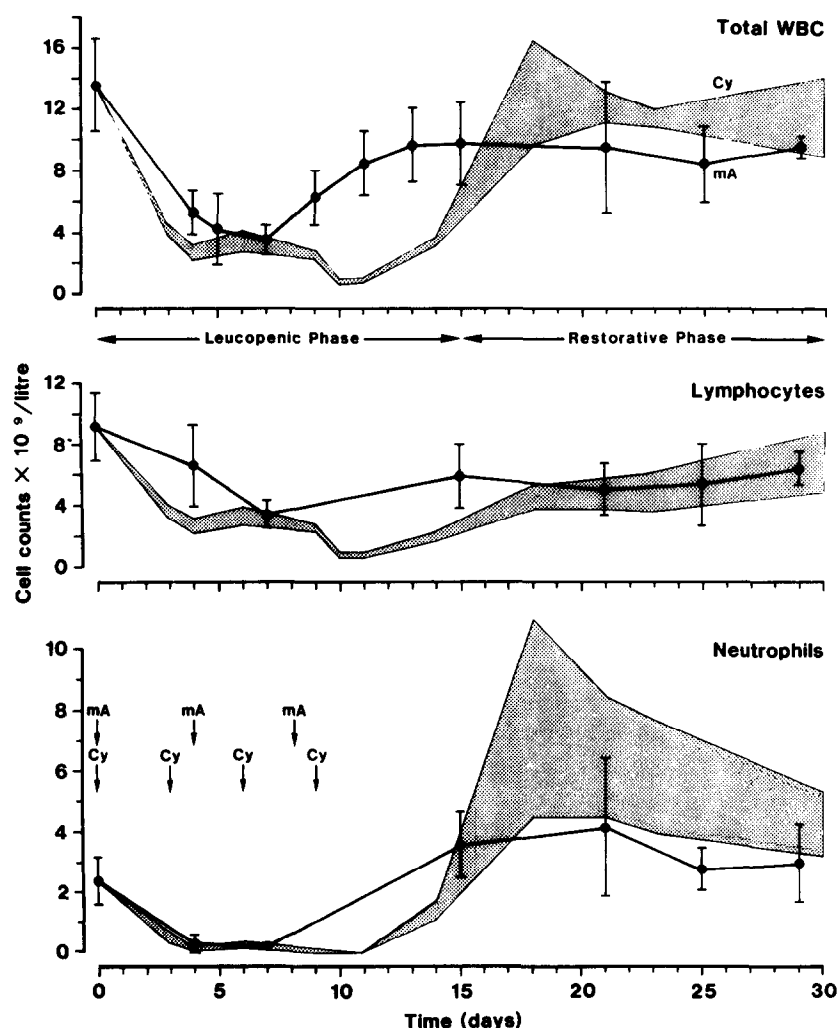 Total WBC
16
12
8
4
0
Cy
mA
Leucopenic Phase
Restorative Phase
Lymphocytes
12
8
4
0
Cell counts × 10⁹/litre
Neutrophils
10
8
6
4
2
0
mA mA mA
Cy Cy Cy Cy
0 5 10 15 20 25 30
Time (days)